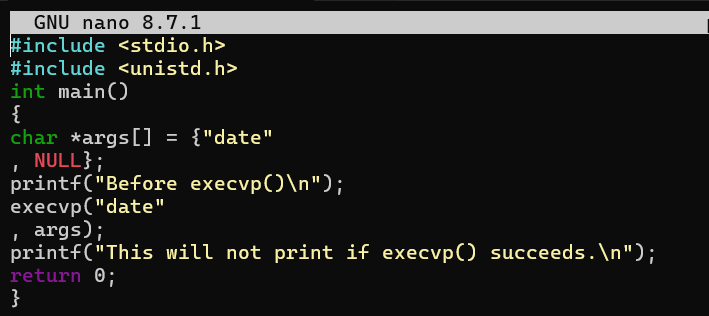 GNU nano 8.7.1
#include <stdio.h>
#include <unistd.h>
int main()
{
char *args[] = {"date"
, NULL};
printf("Before execvp()\n");
execvp("date"
, args);
printf("This will not print if execvp() succeeds.\n");
return 0;
}